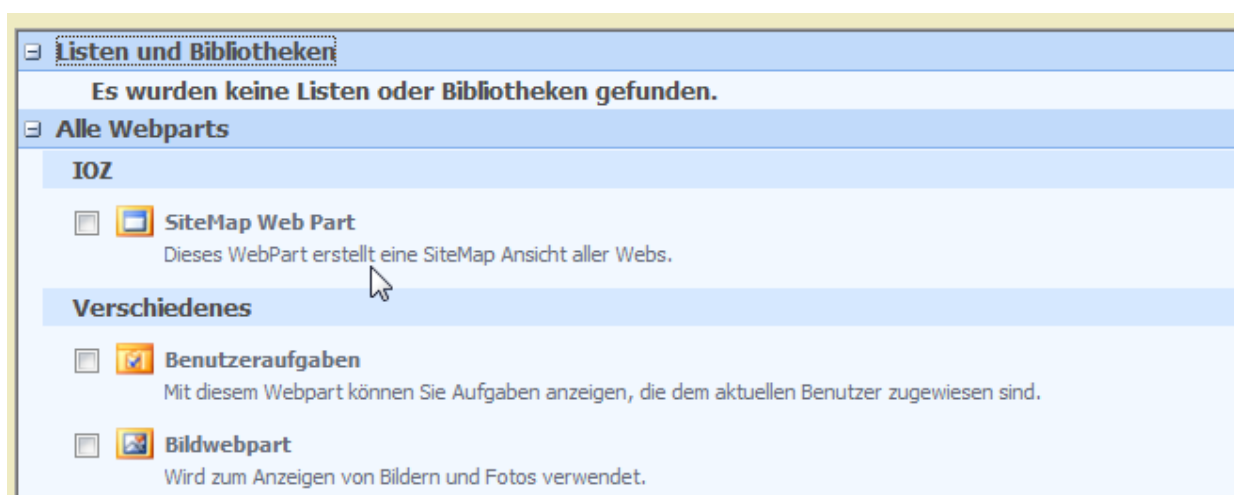 Listen und Bibliotheken
Es wurden keine Listen oder Bibliotheken gefunden.
Alle Webparts
IOZ
SiteMap Web Part
Dieses WebPart erstellt eine SiteMap Ansicht aller Webs.
Verschiedenes
Benutzeraufgaben
Mit diesem Webpart können Sie Aufgaben anzeigen, die dem aktuellen Benutzer zugewiesen sind.
Bildwebpart
Wird zum Anzeigen von Bildern und Fotos verwendet.